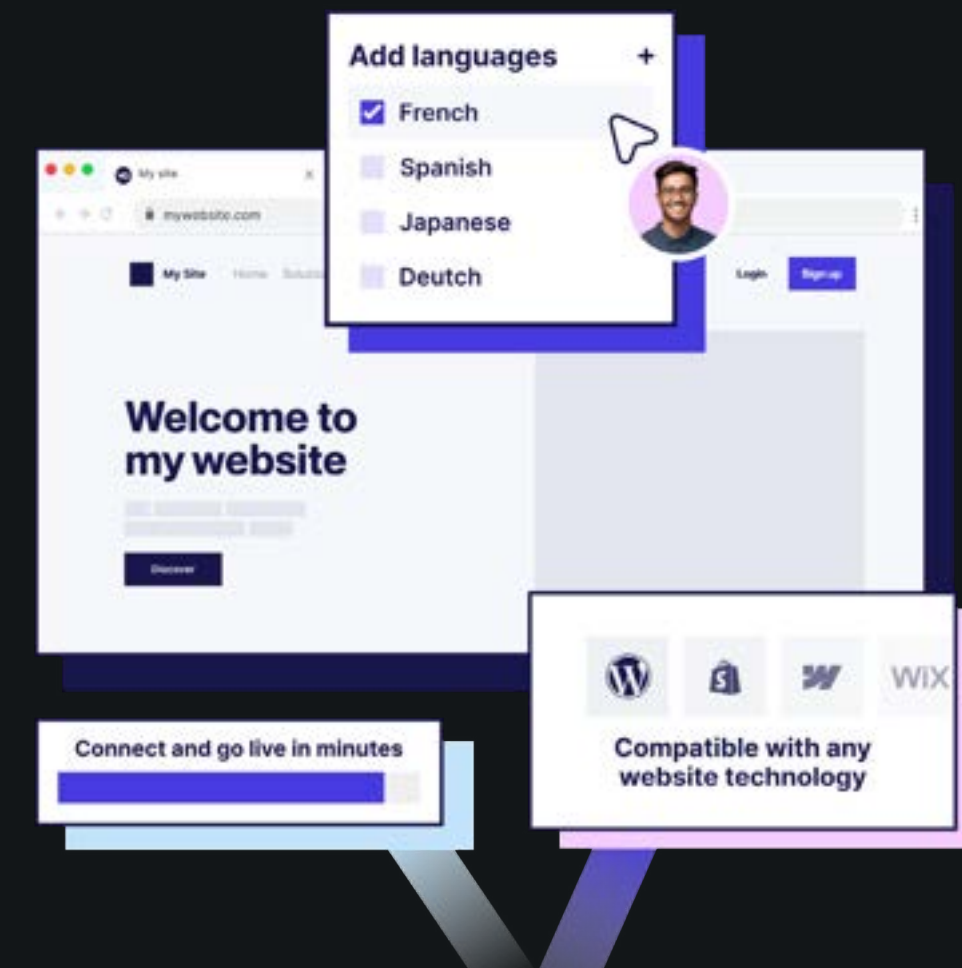 Add languages +
French
Spanish
Japanese
Deutch
My site x
mywebsite.com
My Site Home
Login Sign up
Welcome to
my website
Discover
WiX
Connect and go live in minutes
Compatible with any
website technology